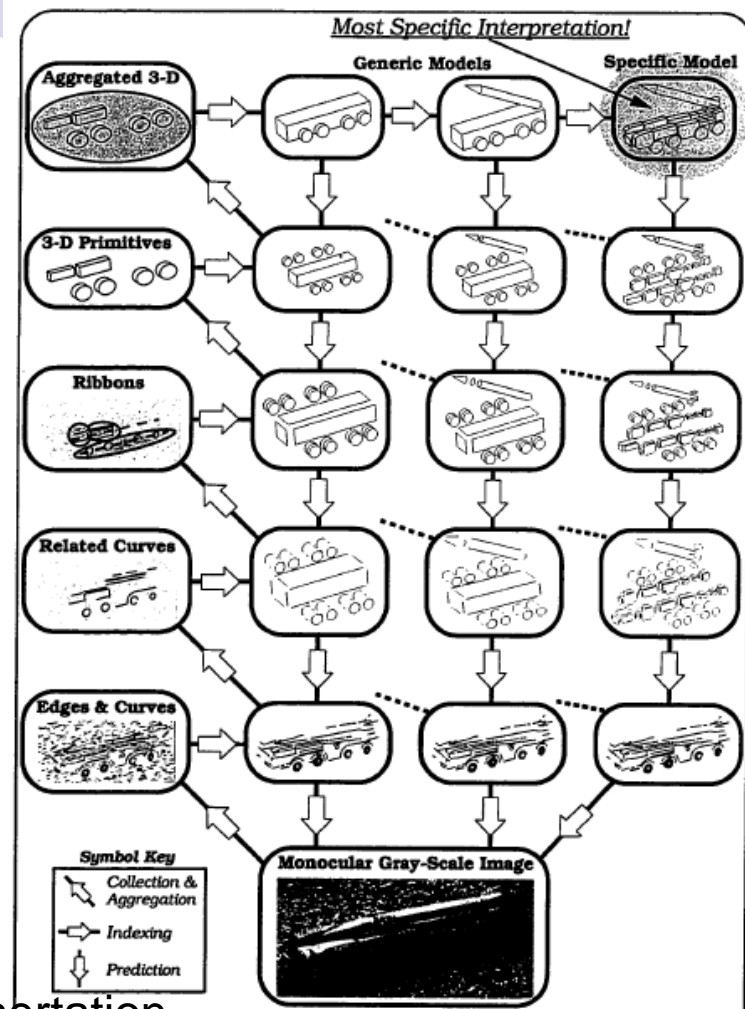 Most Specific Interpretation!
Generic Models
Specific Model
Aggregated 3-D
3-D Primitives
Ribbons
Related Curves
Edges & Curves
Symbol Key
Collection &
Aggregation
Indexing
Prediction
Monocular Gray-Scale Image